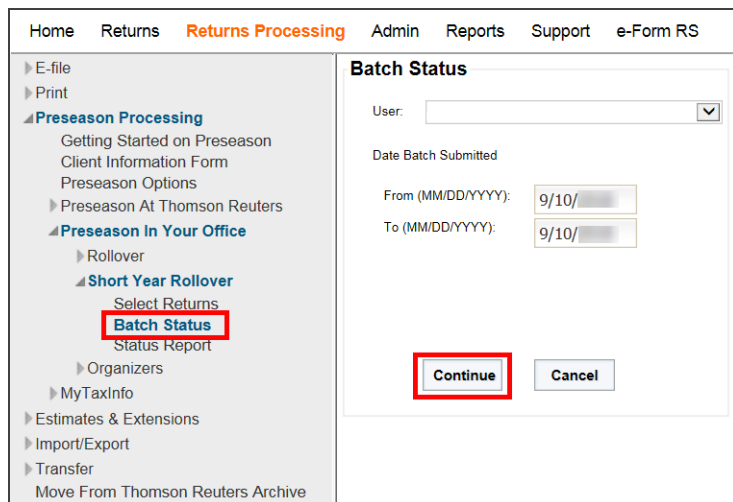 Home Returns Returns Processing Admin Reports Support e-Form RS
E-file
Print
Preseason Processing
Getting Started on Preseason
Client Information Form
Preseason Options
Preseason At Thomson Reuters
Preseason In Your Office
Rollover
Short Year Rollover
Select Returns
Batch Status
Status Report
Organizers
MyTaxInfo
Estimates & Extensions
Import/Export
Transfer
Move From Thomson Reuters Archive
Batch Status
User:
Date Batch Submitted
From (MM/DD/YYYY): 9/10/
To (MM/DD/YYYY): 9/10/
Continue Cancel